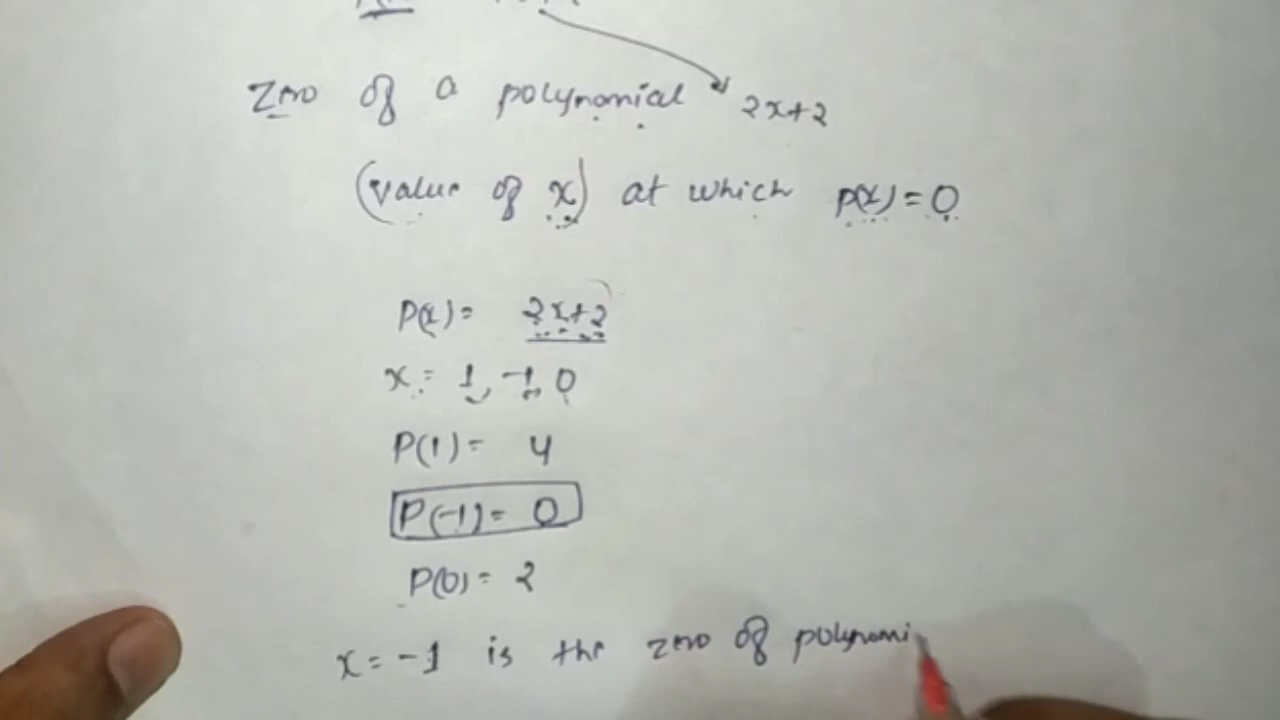 Zero of a polynomial 2x+2
(value of x) at which p(x) = 0
P(x) = 2x+2
x = 1, -1, 0
P(1) = 4
P(-1) = 0
P(0) = 2
x = -1 is the zero of polynomi